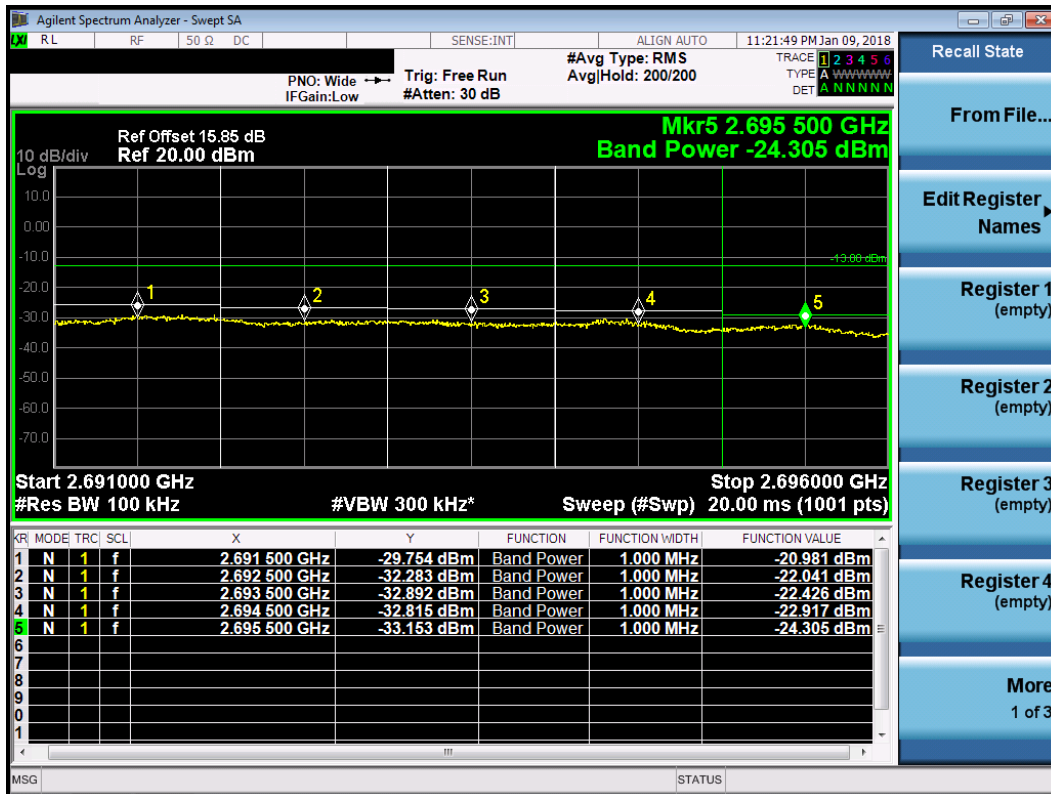 Agilent Spectrum Analyzer - Swept SA
LXI RL RF 50 Ω DC SENSE:INT ALIGN AUTO 11:21:49 PM Jan 09, 2018
PNO: Wide Trig: Free Run #Avg Type: RMS TRACE 1 2 3 4 5 6
IFGain:Low #Atten: 30 dB Avg|Hold: 200/200 TYPE A WWWWW
DET A N N N N N
Recall State
From File...
Edit Register Names
Register 1
(empty)
Register 2
(empty)
Register 3
(empty)
Register 4
(empty)
More
1 of 3
Mkr5 2.695 500 GHz
Band Power -24.305 dBm
Ref Offset 15.85 dB
10 dB/div Ref 20.00 dBm
Log
10.0
0.00
-10.0
-13.00 dBm
-20.0
-30.0
-40.0
-50.0
-60.0
-70.0
1 2 3 4 5
Start 2.691000 GHz Stop 2.696000 GHz
#Res BW 100 kHz #VBW 300 kHz* Sweep (#Swp) 20.00 ms (1001 pts)
KR MODE TRC SCL X Y FUNCTION FUNCTION WIDTH FUNCTION VALUE
1 N 1 f 2.691 500 GHz -29.754 dBm Band Power 1.000 MHz -20.981 dBm
2 N 1 f 2.692 500 GHz -32.283 dBm Band Power 1.000 MHz -22.041 dBm
3 N 1 f 2.693 500 GHz -32.892 dBm Band Power 1.000 MHz -22.426 dBm
4 N 1 f 2.694 500 GHz -32.815 dBm Band Power 1.000 MHz -22.917 dBm
5 N 1 f 2.695 500 GHz -33.153 dBm Band Power 1.000 MHz -24.305 dBm
6
7
8
9
0
1
MSG STATUS